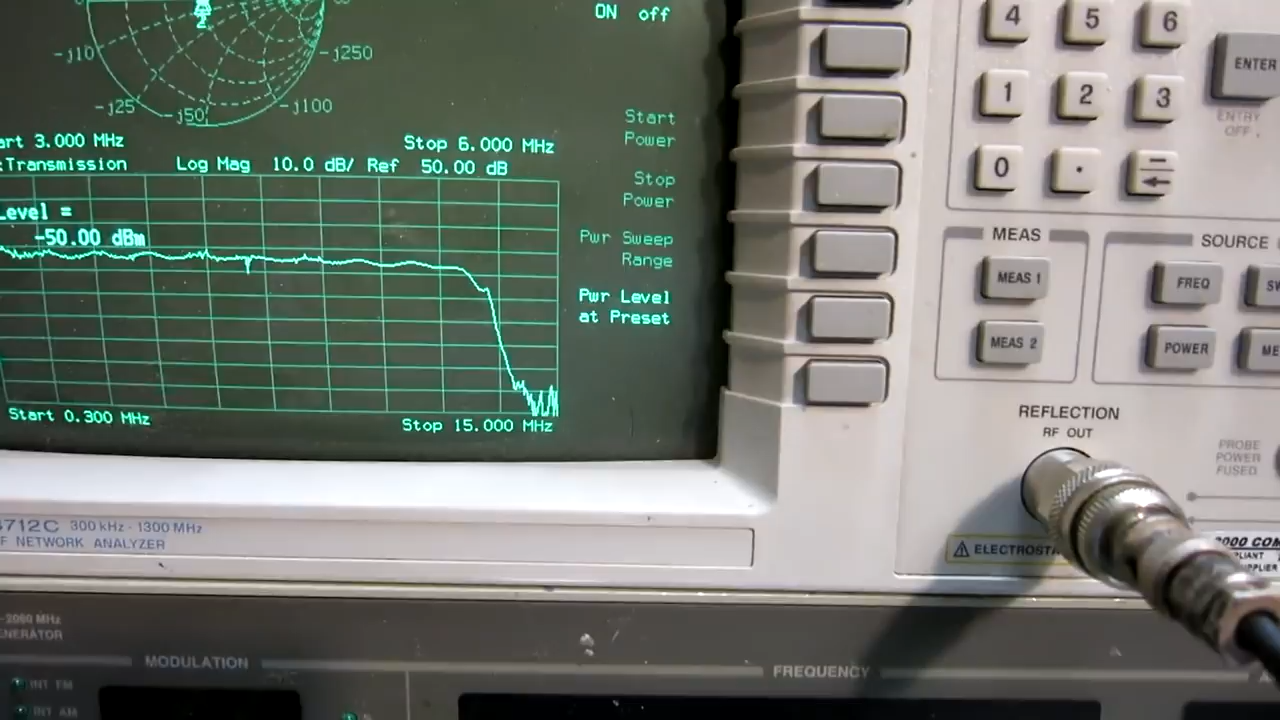 ON off
-j10
-j250
-j25
-j50
-j100
art 3.000 MHz
Stop 6.000 MHz
:Transmission Log Mag 10.0 dB/ Ref 50.00 dB
Level =
-50.00 dBm
Start 0.300 MHz
Stop 15.000 MHz
Start
Power
Stop
Power
Pwr Sweep
Range
Pwr Level
at Preset
4 5 6
1 2 3
0 .
ENTER
ENTRY
OFF
MEAS
MEAS 1
MEAS 2
SOURCE
FREQ
SW
POWER
ME
REFLECTION
RF OUT
PROBE
POWER
FUSED
ELECTROSTA
2000 COM
PLIANT
SUPPLIER
712C 300 kHz - 1300 MHz
F NETWORK ANALYZER
-2060 MHz
ENERATOR
MODULATION
FREQUENCY
INT FM
INT AM